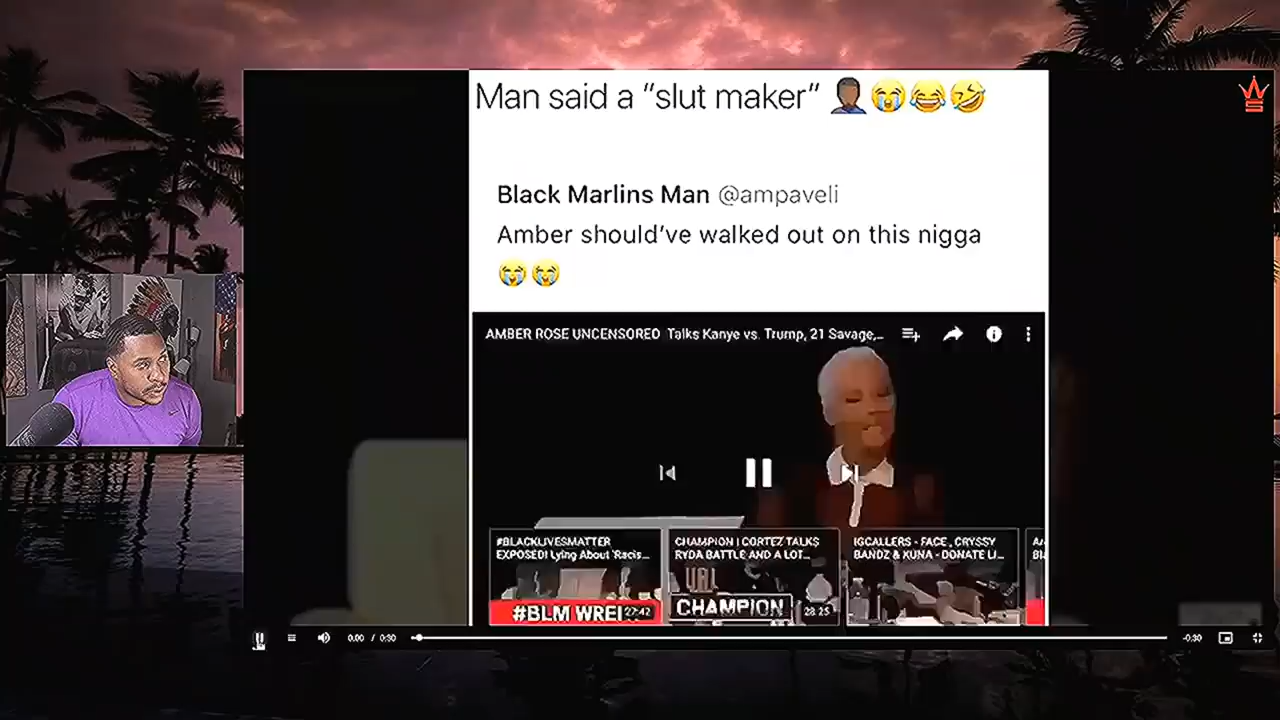 Man said a “slut maker” 🤦🏾‍♂️😭😂🤣
Black Marlins Man @ampaveli
Amber should've walked out on this nigga
😭😭
AMBER ROSE UNCENSORED Talks Kanye vs. Trump, 21 Savage,...
#BLACKLIVESMATTER
EXPOSED! Lying About 'Racis...
#BLM WRE
27:42
CHAMPION | CORTEZ TALKS
RYDA BATTLE AND A LOT...
CHAMPION
28:25
IGCALLERS - FACE, CRYSSY
BANDZ & KUNA - DONATE LI...
0:00 / 0:30
-0:30